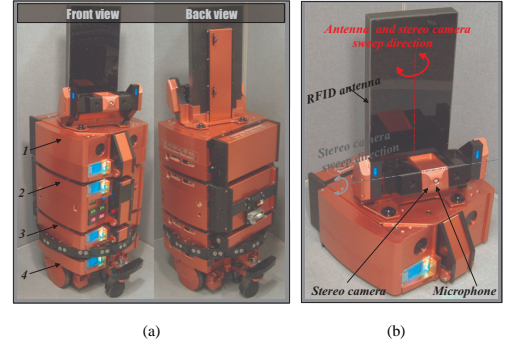 Front view
Back view
1
2
3
4
Antenna and stereo camera
sweep direction
RFID antenna
Stereo camera
sweep direction
Stereo camera
Microphone
(a)
(b)